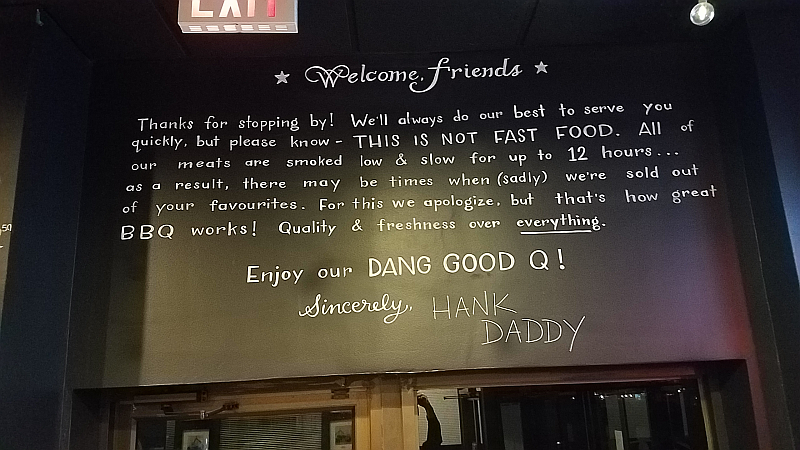 EXIT
★ Welcome, friends ★
Thanks for stopping by! We'll always do our best to serve you
quickly, but please know - THIS IS NOT FAST FOOD. All of
our meats are smoked low & slow for up to 12 hours...
as a result, there may be times when (sadly) we're sold out
of your favourites. For this we apologize, but that's how great
BBQ works! Quality & freshness over everything.
Enjoy our DANG GOOD Q!
Sincerely, HANK
DADDY